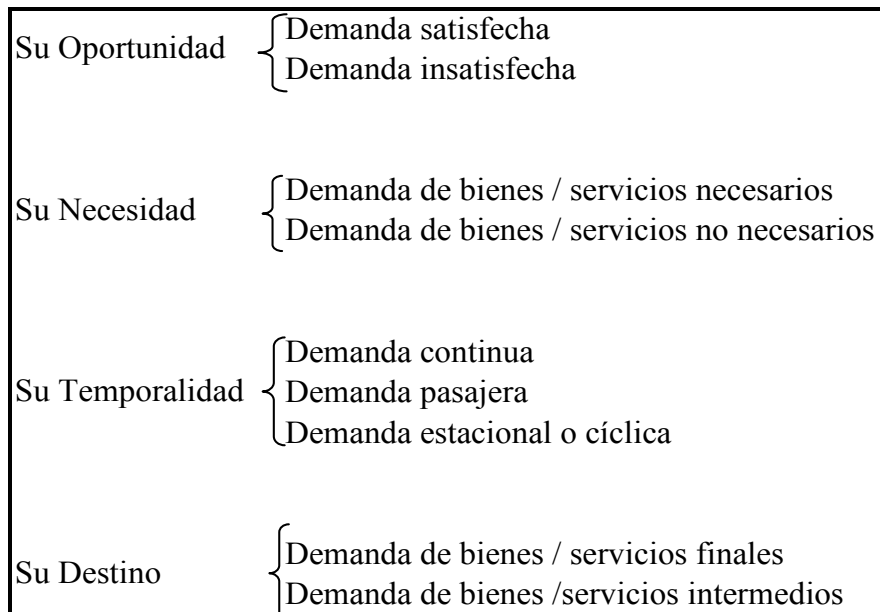 Su Oportunidad
Demanda satisfecha
Demanda insatisfecha
Su Necesidad
Demanda de bienes / servicios necesarios
Demanda de bienes / servicios no necesarios
Su Temporalidad
Demanda continua
Demanda pasajera
Demanda estacional o cíclica
Su Destino
Demanda de bienes / servicios finales
Demanda de bienes /servicios intermedios